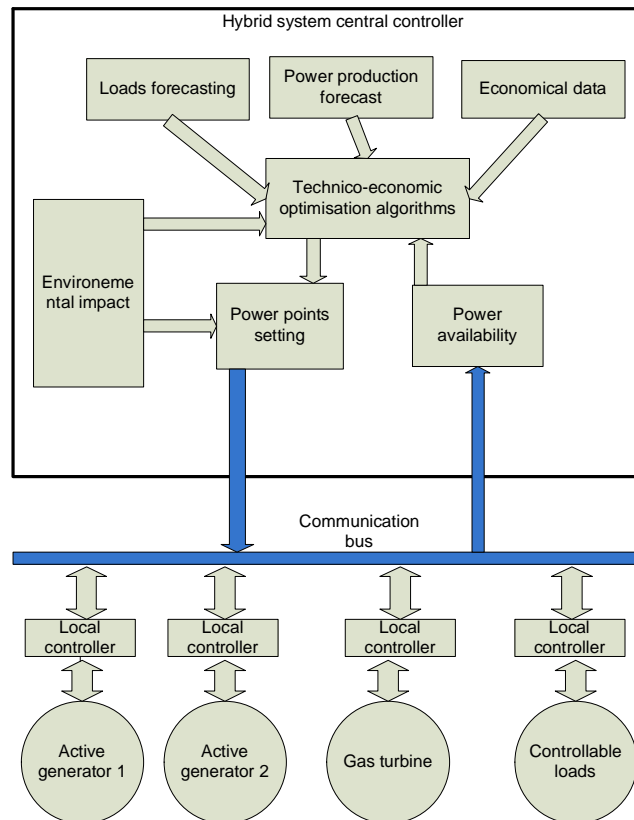 Hybrid system central controller
Loads forecasting
Power production
forecast
Economical data
Technico-economic
optimisation algorithms
Environeme
ntal impact
Power points
setting
Power
availability
Communication
bus
Local
controller
Local
controller
Local
controller
Local
controller
Active
generator 1
Active
generator 2
Gas turbine
Controllable
loads